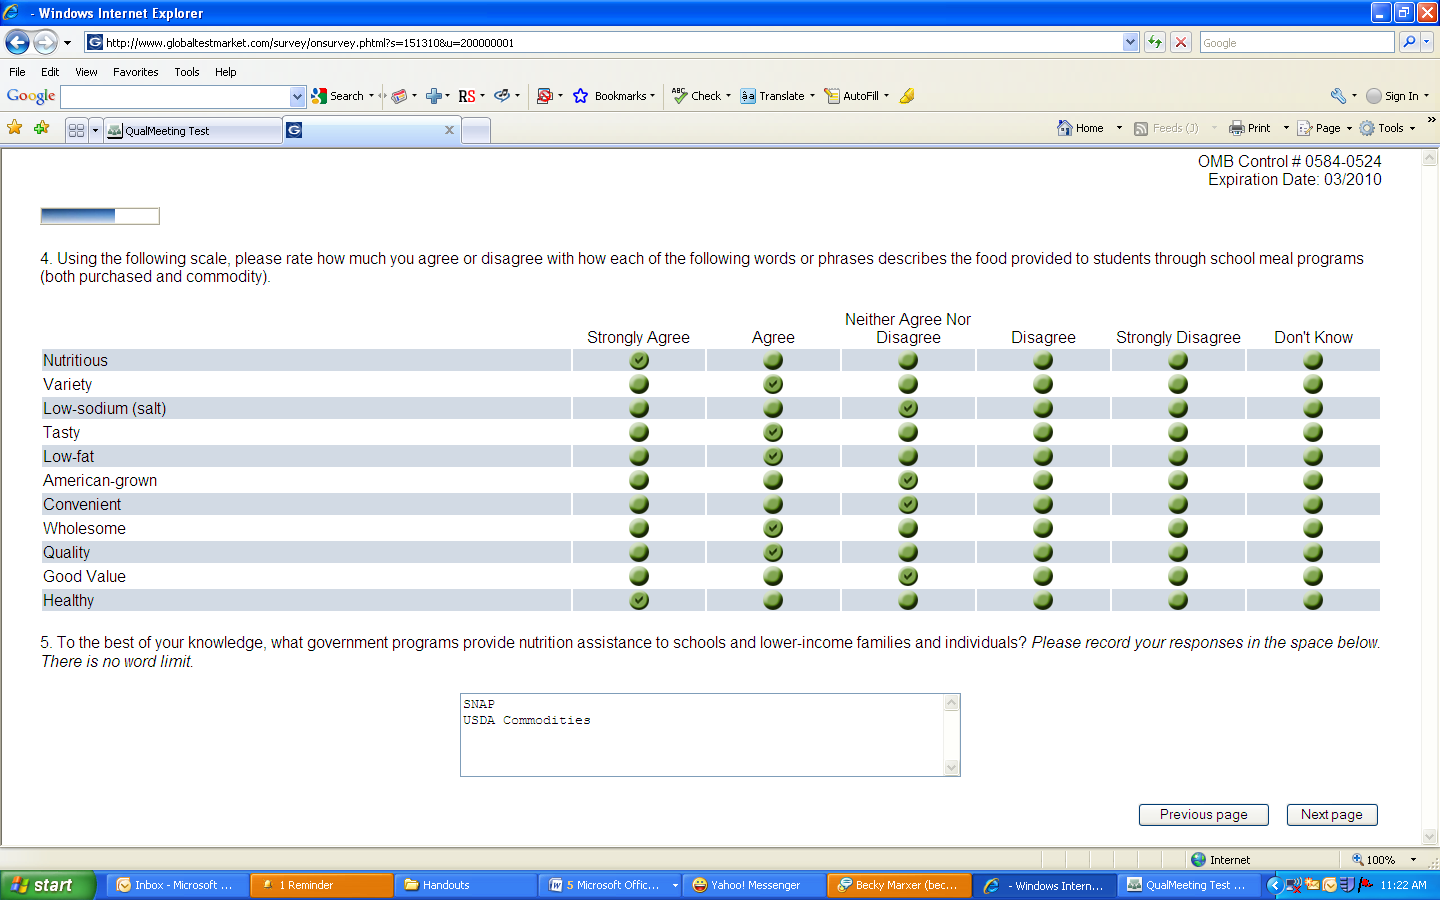 - Windows Internet Explorer
http://www.globaltestmarket.com/survey/onsurvey.phtml?s=151310&u=200000001
Google
File Edit View Favorites Tools Help
Google Search RS Bookmarks ABC Check Translate AutoFill Sign In
QualMeeting Test
Home Feeds (J) Print Page Tools
OMB Control # 0584-0524
Expiration Date: 03/2010
4. Using the following scale, please rate how much you agree or disagree with how each of the following words or phrases describes the food provided to students through school meal programs
(both purchased and commodity).
Neither Agree Nor
Strongly Agree Agree Disagree Disagree Strongly Disagree Don't Know
Nutritious
Variety
Low-sodium (salt)
Tasty
Low-fat
American-grown
Convenient
Wholesome
Quality
Good Value
Healthy
5. To the best of your knowledge, what government programs provide nutrition assistance to schools and lower-income families and individuals? Please record your responses in the space below.
There is no word limit.
SNAP
USDA Commodities
Previous page Next page
Internet 100%
start Inbox - Microsoft ... 1 Reminder Handouts 5 Microsoft Offic... Yahoo! Messenger Becky Marxer (bec... - Windows Intern... QualMeeting Test ... 11:22 AM